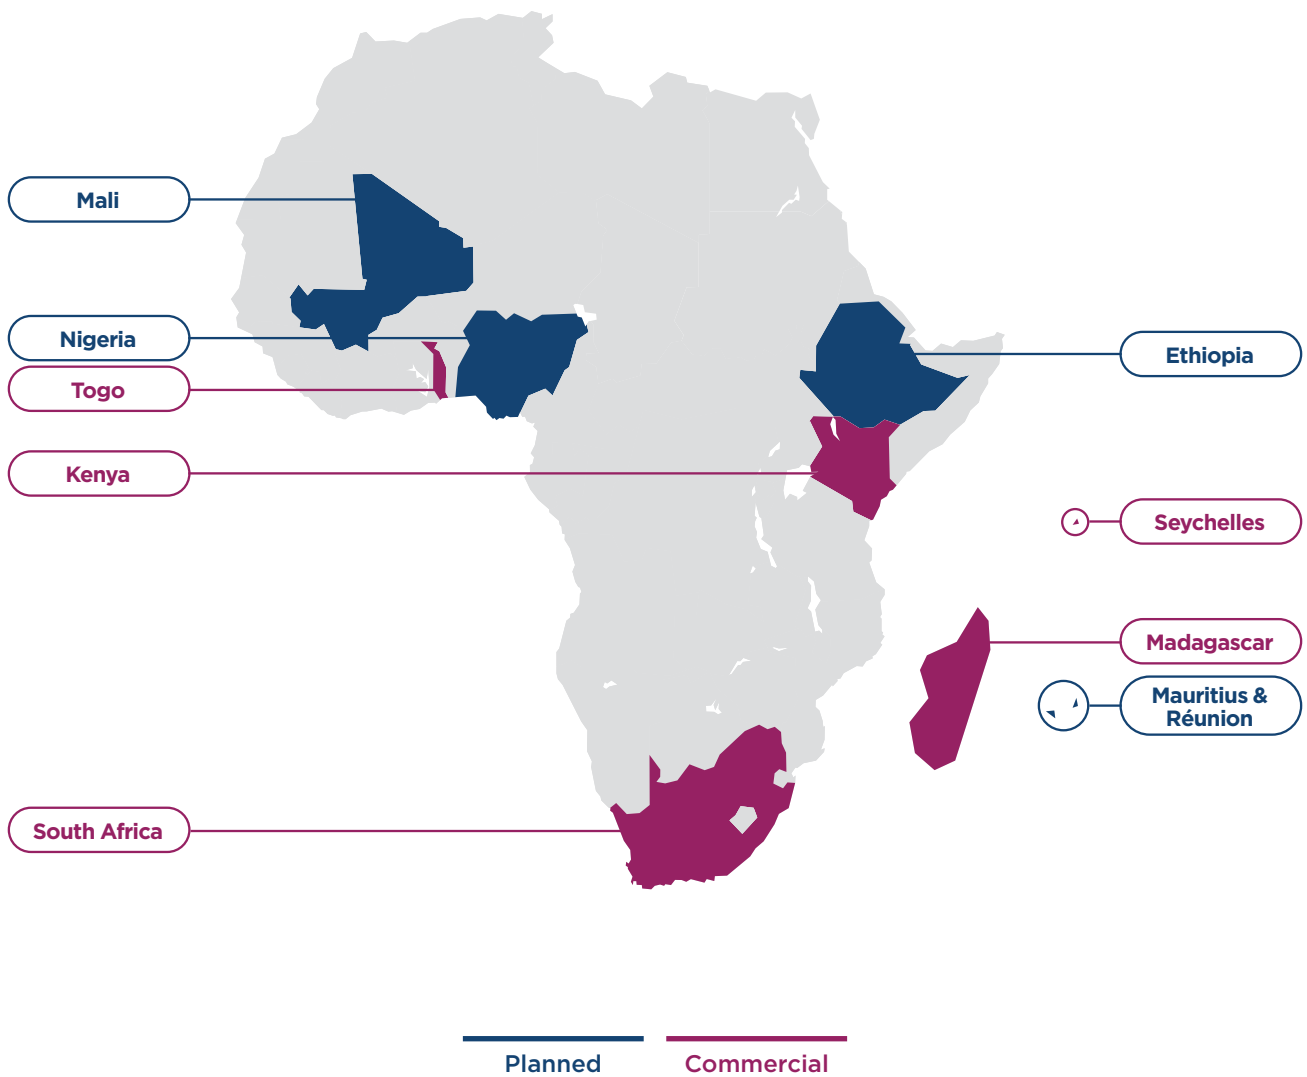 Mali
Nigeria
Togo
Kenya
South Africa
Ethiopia
Seychelles
Madagascar
Mauritius &
Réunion
Planned
Commercial